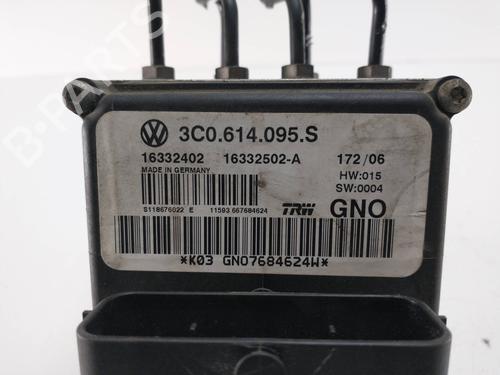 3C0.614.095.S
16332402 16332502-A 172/06
MADE IN GERMANY HW:015
SW:0004
S118676022 E 11593 667684624 TRW GNO
*K03 GNO7684624W*
B-PARTS